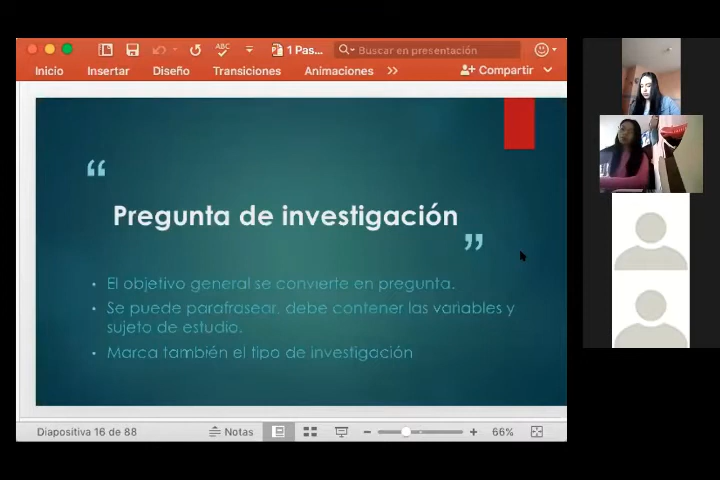 ABC
1 Pas...
Buscar en presentación
Inicio
Insertar
Diseño
Transiciones
Animaciones
Compartir
“
Pregunta de investigación
”
• El objetivo general se convierte en pregunta.
• Se puede parafrasear, debe contener las variables y
sujeto de estudio.
• Marca también el tipo de investigación
Diapositiva 16 de 88
Notas
66%